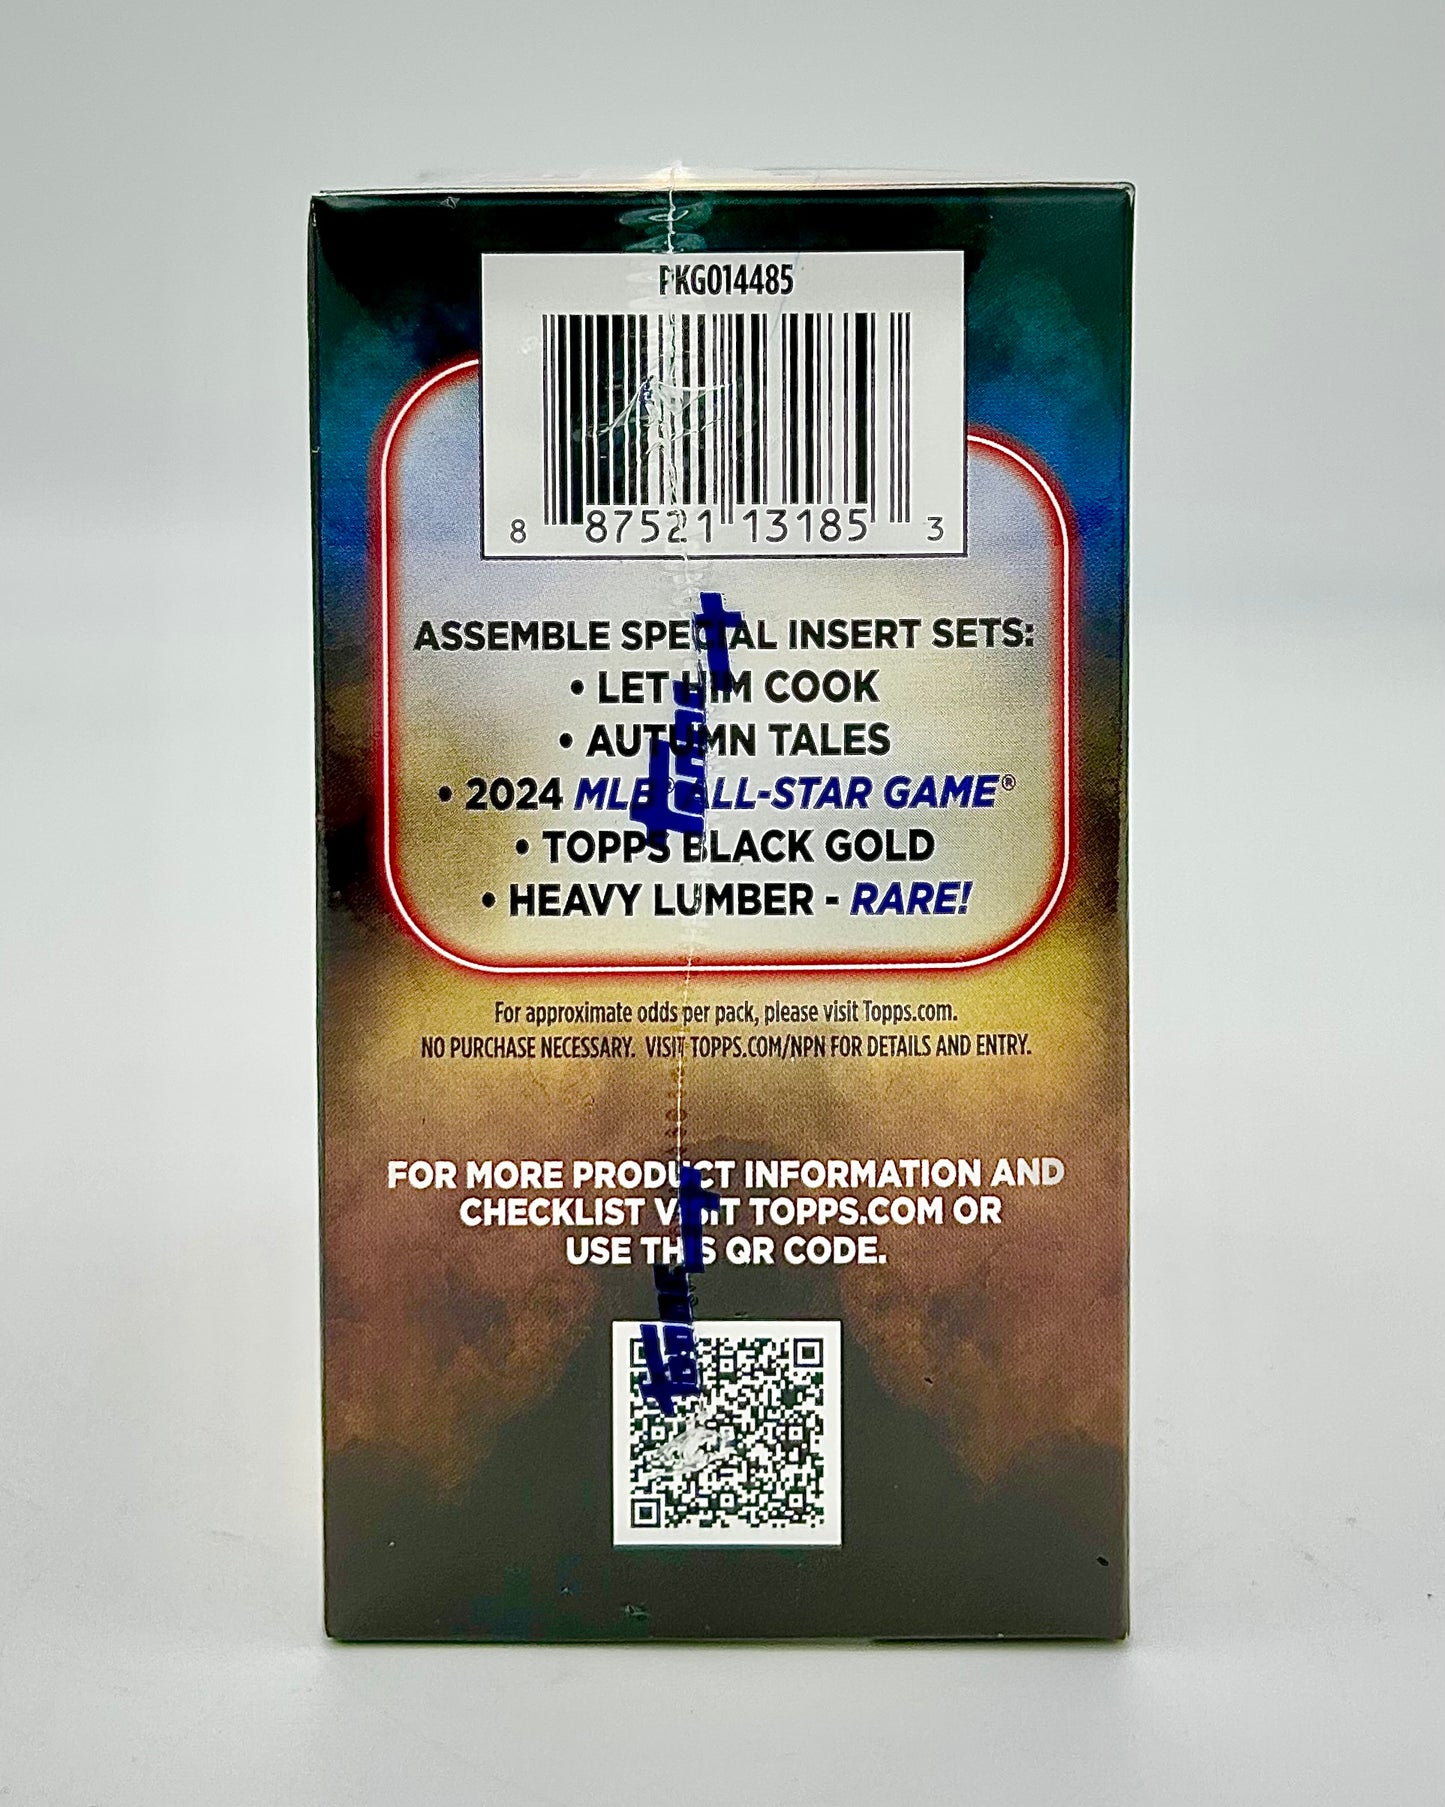 PKG014485
8 87521 13185 3
ASSEMBLE SPECIAL INSERT SETS:
• LET HIM COOK
• AUTUMN TALES
• 2024 MLB® ALL-STAR GAME®
• TOPPS BLACK GOLD
• HEAVY LUMBER - RARE!
For approximate odds per pack, please visit Topps.com.
NO PURCHASE NECESSARY. VISIT TOPPS.COM/NPN FOR DETAILS AND ENTRY.
FOR MORE PRODUCT INFORMATION AND
CHECKLIST VISIT TOPPS.COM OR
USE THIS QR CODE.